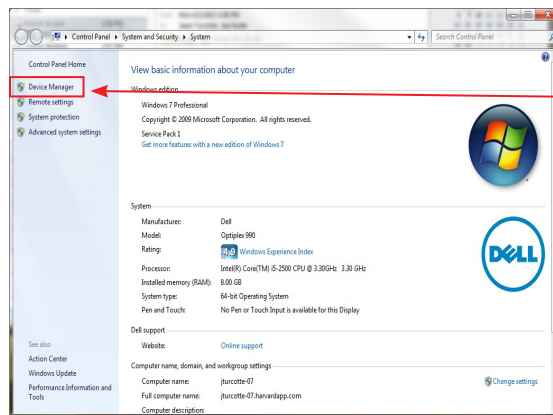 Control Panel ▸ System and Security ▸ System
Search Control Panel
Control Panel Home
Device Manager
Remote settings
System protection
Advanced system settings
View basic information about your computer
Windows edition
Windows 7 Professional
Copyright © 2009 Microsoft Corporation. All rights reserved.
Service Pack 1
Get more features with a new edition of Windows 7
System
Manufacturer: Dell
Model: Optiplex 990
Rating: 4,9 Windows Experience Index
Processor: Intel(R) Core(TM) i5-2500 CPU @ 3.30GHz 3.30 GHz
Installed memory (RAM): 8.00 GB
System type: 64-bit Operating System
Pen and Touch: No Pen or Touch Input is available for this Display
DELL
Dell support
Website: Online support
Computer name, domain, and workgroup settings
Computer name: jturcotte-07
Change settings
Full computer name: jturcotte-07.harvardapp.com
Computer description:
See also
Action Center
Windows Update
Performance Information and
Tools